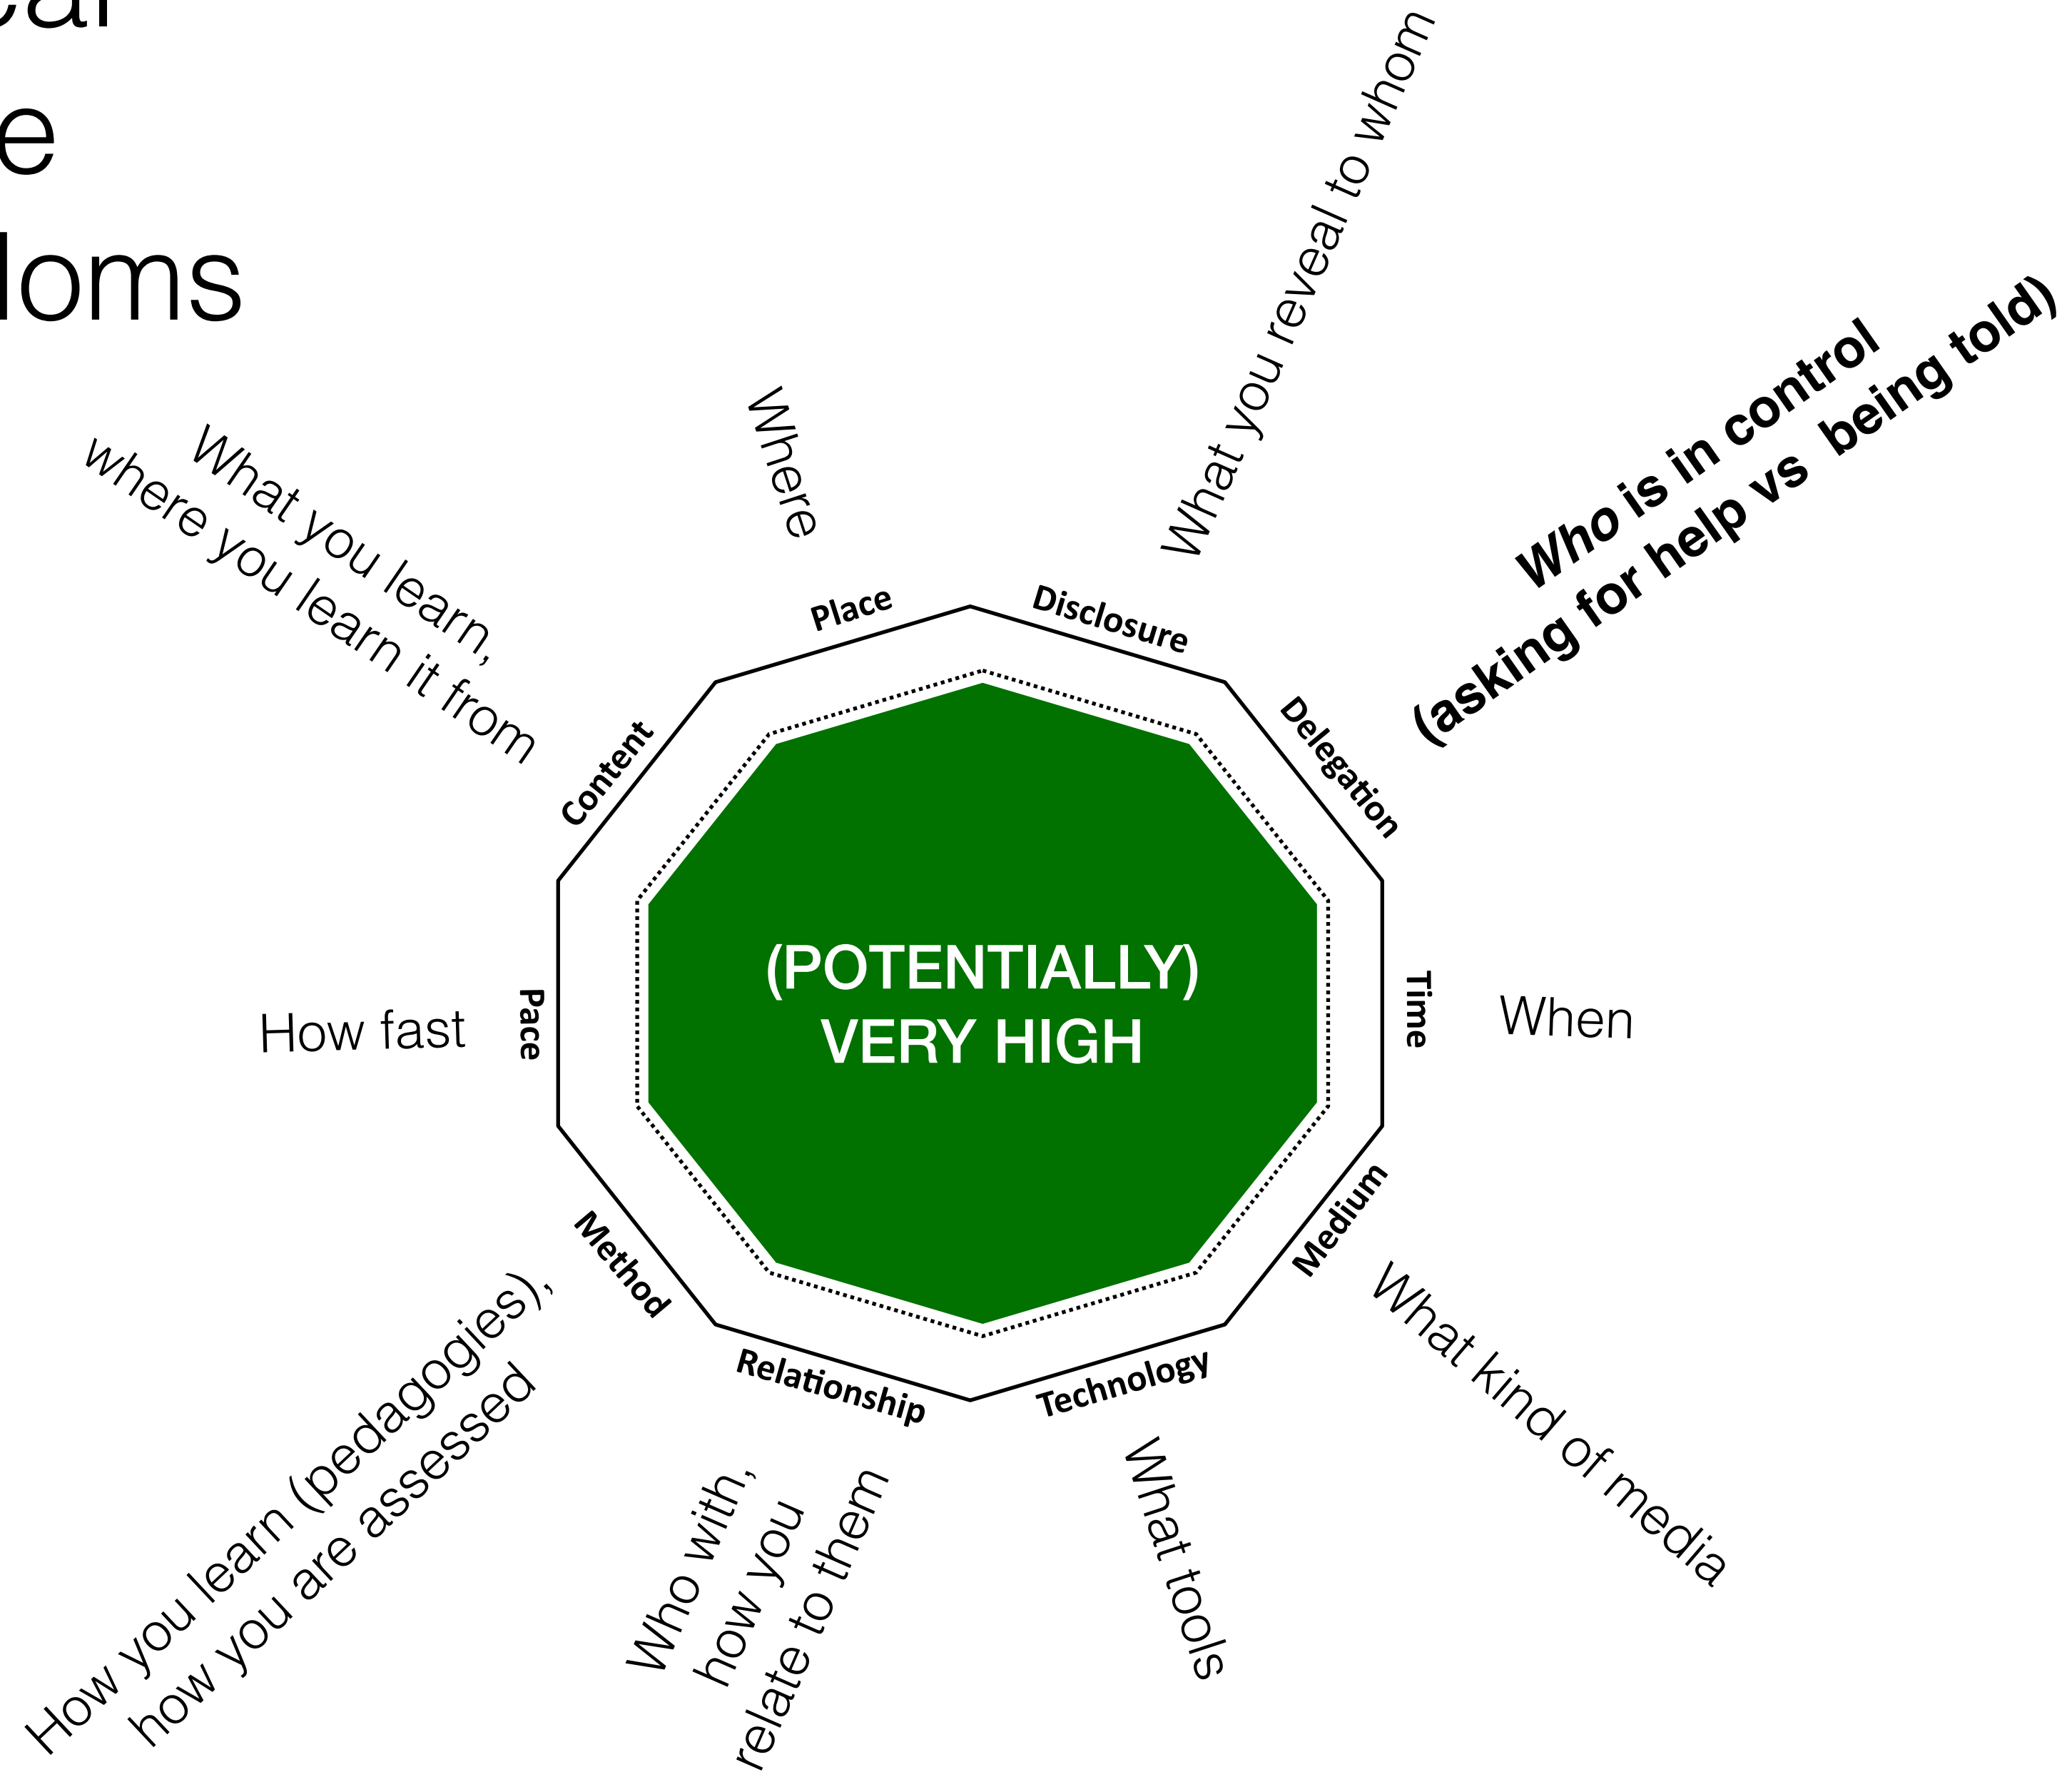 e
loms
What you reveal to whom
Who is in control
(asking for help vs being told)
Where
What you learn,
where you learn it from
Place
Disclosure
Content
Delegation
(POTENTIALLY)
VERY HIGH
How fast
Pace
Time
When
Method
Medium
Relationship
Technology
How you learn (pedagogies),
how you are assessed
Who with,
how you
relate to them
What tools
What kind of media